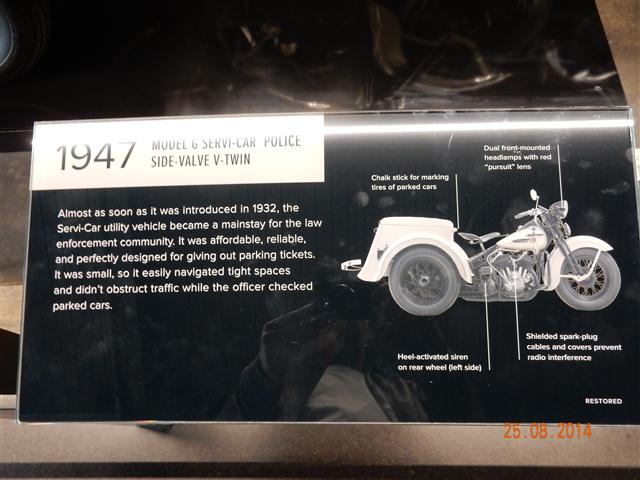 1947
MODEL G SERVI-CAR POLICE
SIDE-VALVE V-TWIN
Almost as soon as it was introduced in 1932, the
Servi-Car utility vehicle became a mainstay for the law
enforcement community. It was affordable, reliable,
and perfectly designed for giving out parking tickets.
It was small, so it easily navigated tight spaces
and didn't obstruct traffic while the officer checked
parked cars.
Chalk stick for marking
tires of parked cars
Dual front-mounted
headlamps with red
"pursuit" lens
Heel-activated siren
on rear wheel (left side)
Shielded spark-plug
cables and covers prevent
radio interference
RESTORED
25.08.2014